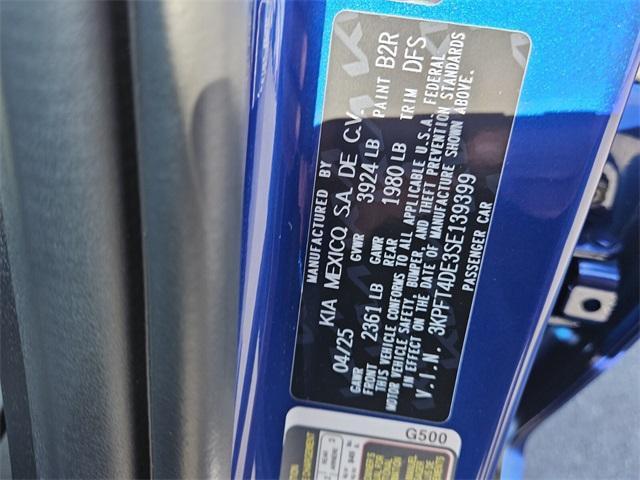 MANUFACTURED BY
04/25 KIA MEXICO, S.A. DE C.V.
GVWR 3924 LB PAINT B2R
GAWR FRONT 2361 LB GAWR REAR 1980 LB TRIM DFS
THIS VEHICLE CONFORMS TO ALL APPLICABLE U.S.A. FEDERAL
MOTOR VEHICLE SAFETY, BUMPER, AND THEFT PREVENTION STANDARDS
IN EFFECT ON THE DATE OF MANUFACTURE SHOWN ABOVE.
V.I.N. 3KPFT4DE3SE139399
PASSENGER CAR
G500